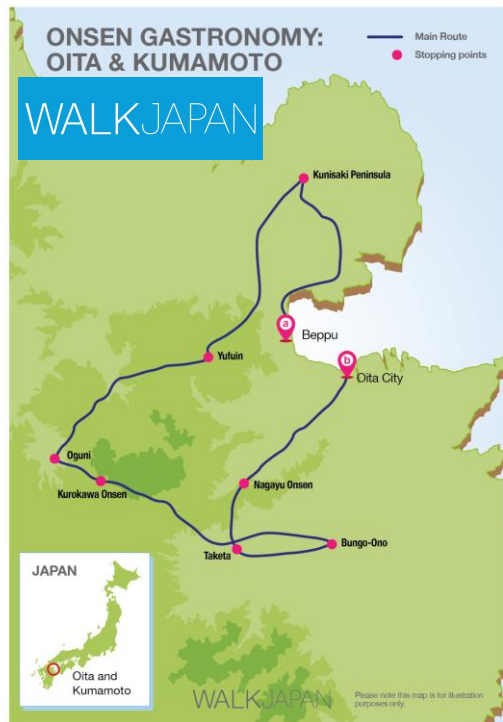 ONSEN GASTRONOMY:
OITA & KUMAMOTO
Main Route
Stopping points
WALKJAPAN
Kunisaki Peninsula
a
Beppu
b
Oita City
Yufuin
Oguni
Kurokawa Onsen
Nagayu Onsen
Taketa
Bungo-Ono
JAPAN
Oita and
Kumamoto
WALKJAPAN
Please note this map is for illustration
purposes only.